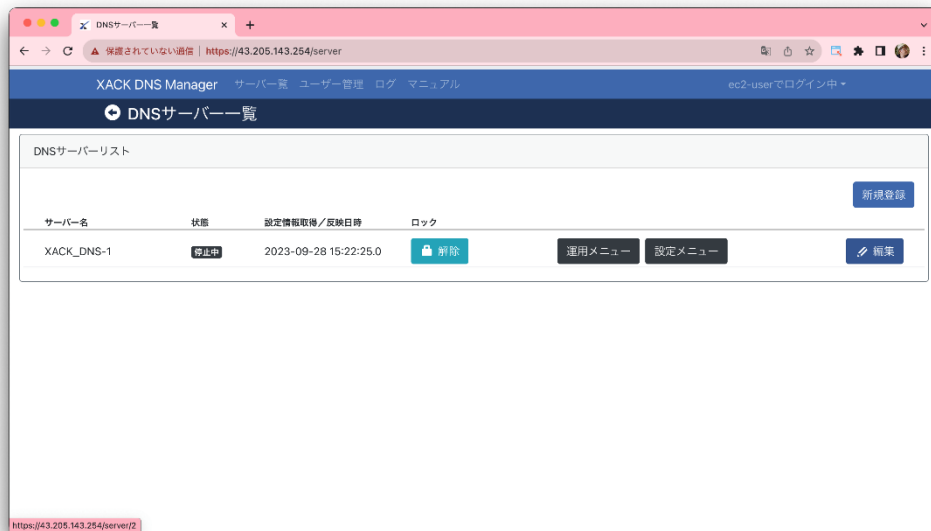 DNSサーバー一覧
保護されていない通信 | https://43.205.143.254/server
XACK DNS Manager サーバ一覧 ユーザー管理 ログ マニュアル ec2-userでログイン中
DNSサーバー一覧
DNSサーバーリスト
新規登録
サーバー名 状態 設定情報取得／反映日時 ロック
XACK_DNS-1 停止中 2023-09-28 15:22:25.0 解除 運用メニュー 設定メニュー 編集
https://43.205.143.254/server/2